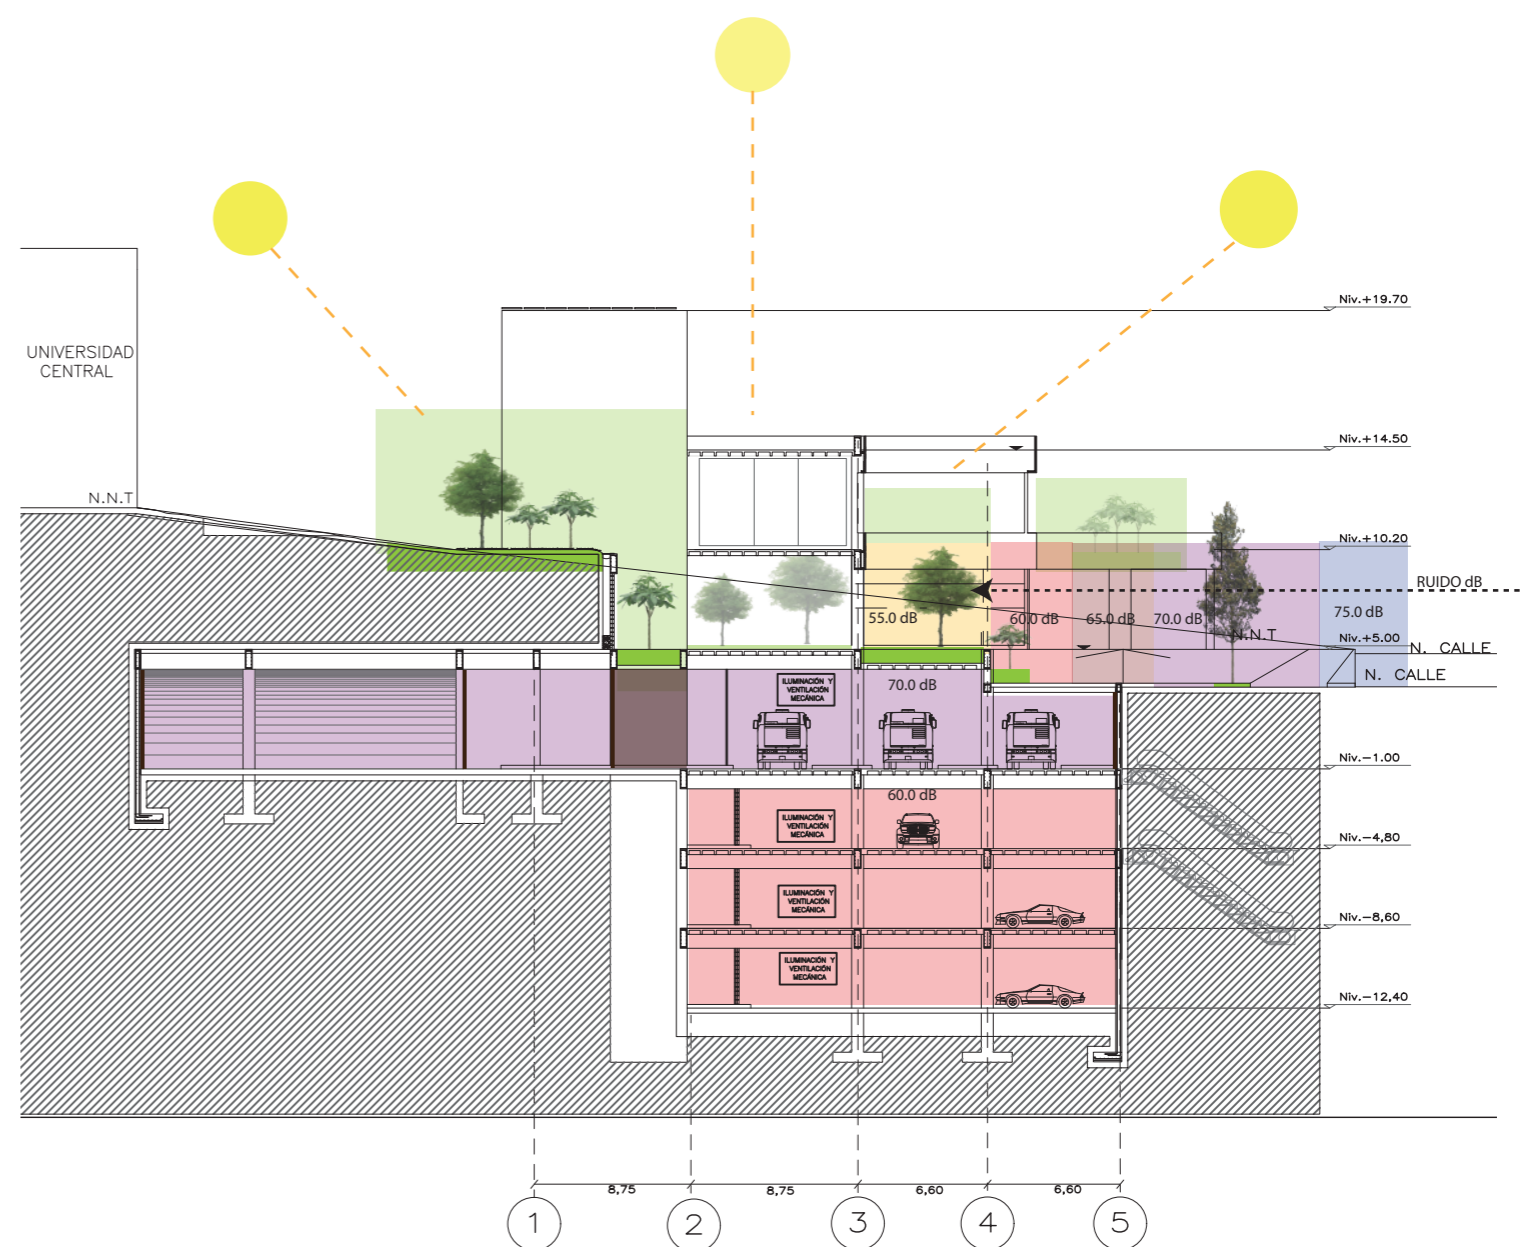 Niv.+19.70
UNIVERSIDAD
CENTRAL
Niv.+14.50
N.N.T
Niv.+10.20
RUIDO dB
55.0 dB
60.0 dB
65.0 dB
70.0 dB
75.0 dB
N.N.T
Niv.+5.00
N. CALLE
N. CALLE
70.0 dB
ILUMINACIÓN Y
VENTILACIÓN
MECÁNICA
Niv.-1.00
60.0 dB
ILUMINACIÓN Y
VENTILACIÓN
MECÁNICA
Niv.-4,80
ILUMINACIÓN Y
VENTILACIÓN
MECÁNICA
Niv.-8,60
ILUMINACIÓN Y
VENTILACIÓN
MECÁNICA
Niv.-12,40
8,75
8,75
6,60
6,60
1
2
3
4
5